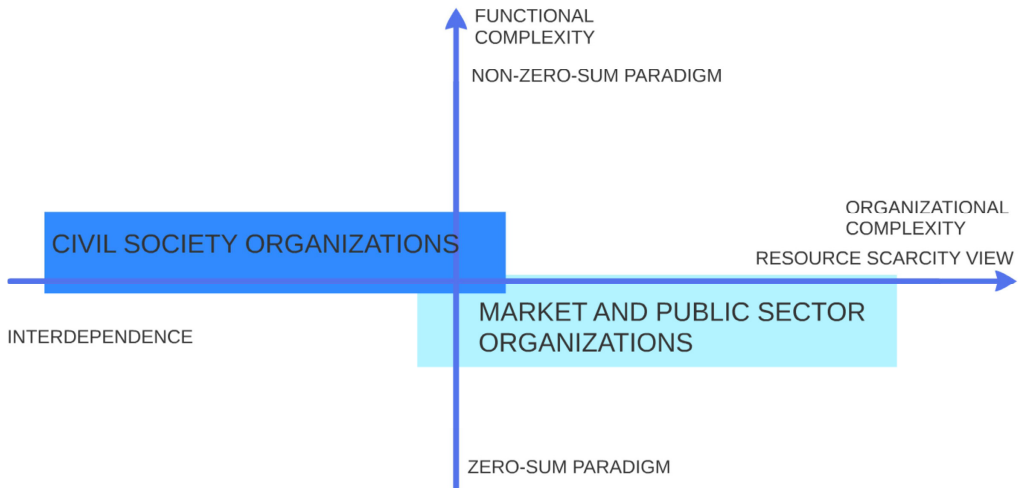 FUNCTIONAL
COMPLEXITY
NON-ZERO-SUM PARADIGM
ORGANIZATIONAL
COMPLEXITY
CIVIL SOCIETY ORGANIZATIONS
RESOURCE SCARCITY VIEW
MARKET AND PUBLIC SECTOR
ORGANIZATIONS
INTERDEPENDENCE
ZERO-SUM PARADIGM